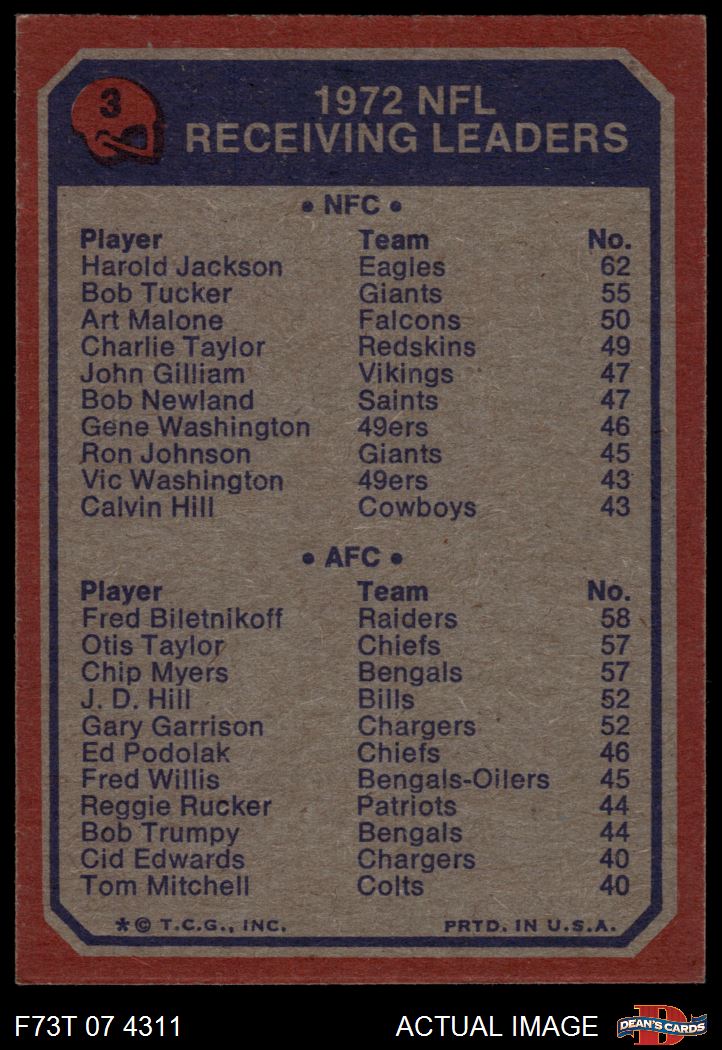 3
1972 NFL
RECEIVING LEADERS
• NFC •
Player Team No.
Harold Jackson Eagles 62
Bob Tucker Giants 55
Art Malone Falcons 50
Charlie Taylor Redskins 49
John Gilliam Vikings 47
Bob Newland Saints 47
Gene Washington 49ers 46
Ron Johnson Giants 45
Vic Washington 49ers 43
Calvin Hill Cowboys 43
• AFC •
Player Team No.
Fred Biletnikoff Raiders 58
Otis Taylor Chiefs 57
Chip Myers Bengals 57
J. D. Hill Bills 52
Gary Garrison Chargers 52
Ed Podolak Chiefs 46
Fred Willis Bengals-Oilers 45
Reggie Rucker Patriots 44
Bob Trumpy Bengals 44
Cid Edwards Chargers 40
Tom Mitchell Colts 40
*© T.C.G., INC. PRTD. IN U.S.A.
F73T 07 4311 ACTUAL IMAGE D DEAN'S CARDS